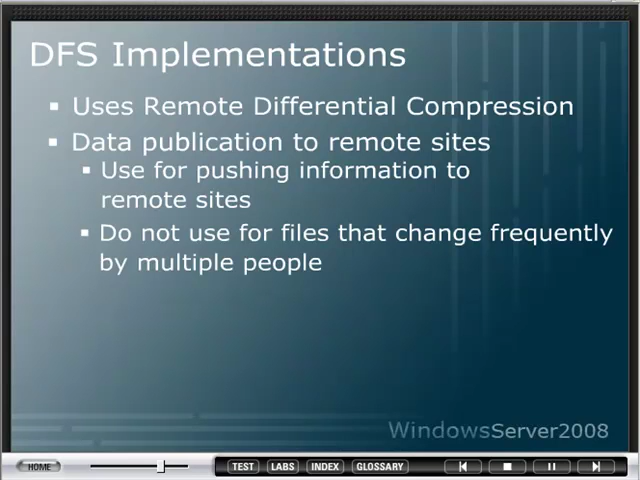 DFS Implementations
▪ Uses Remote Differential Compression
▪ Data publication to remote sites
▪ Use for pushing information to
remote sites
▪ Do not use for files that change frequently
by multiple people
WindowsServer2008
HOME TEST LABS INDEX GLOSSARY